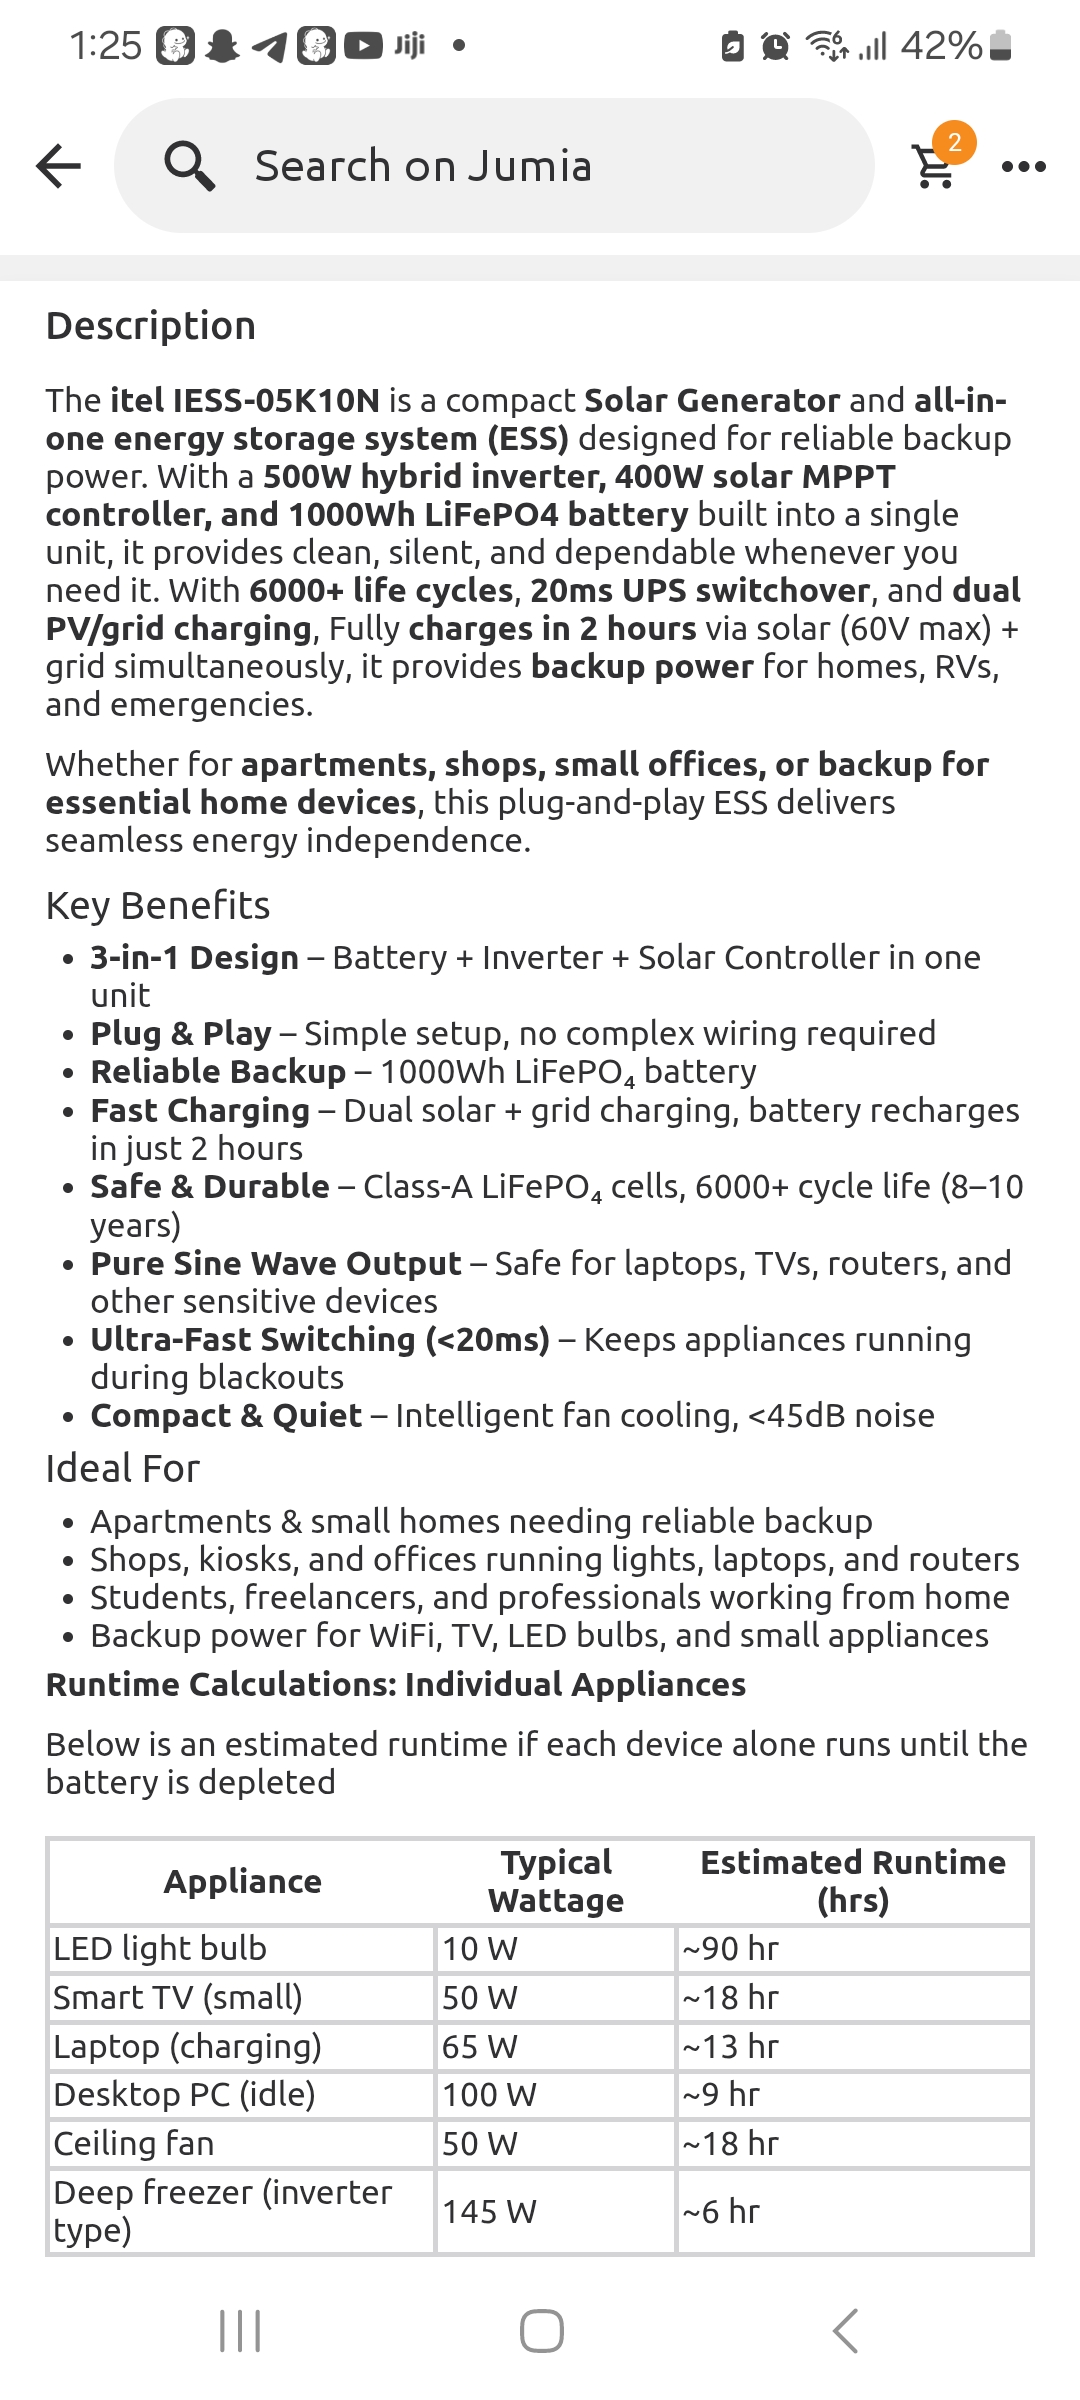 1:25 Jiji 6 42%
Search on Jumia 2
Description
The itel IESS-05K10N is a compact Solar Generator and all-in-
one energy storage system (ESS) designed for reliable backup
power. With a 500W hybrid inverter, 400W solar MPPT
controller, and 1000Wh LiFePO4 battery built into a single
unit, it provides clean, silent, and dependable whenever you
need it. With 6000+ life cycles, 20ms UPS switchover, and dual
PV/grid charging, Fully charges in 2 hours via solar (60V max) +
grid simultaneously, it provides backup power for homes, RVs,
and emergencies.
Whether for apartments, shops, small offices, or backup for
essential home devices, this plug-and-play ESS delivers
seamless energy independence.
Key Benefits
• 3-in-1 Design – Battery + Inverter + Solar Controller in one
unit
• Plug & Play – Simple setup, no complex wiring required
• Reliable Backup – 1000Wh LiFePO₄ battery
• Fast Charging – Dual solar + grid charging, battery recharges
in just 2 hours
• Safe & Durable – Class-A LiFePO₄ cells, 6000+ cycle life (8–10
years)
• Pure Sine Wave Output – Safe for laptops, TVs, routers, and
other sensitive devices
• Ultra-Fast Switching (<20ms) – Keeps appliances running
during blackouts
• Compact & Quiet – Intelligent fan cooling, <45dB noise
Ideal For
• Apartments & small homes needing reliable backup
• Shops, kiosks, and offices running lights, laptops, and routers
• Students, freelancers, and professionals working from home
• Backup power for WiFi, TV, LED bulbs, and small appliances
Runtime Calculations: Individual Appliances
Below is an estimated runtime if each device alone runs until the
battery is depleted
Appliance Typical Wattage Estimated Runtime (hrs)
LED light bulb 10 W ~90 hr
Smart TV (small) 50 W ~18 hr
Laptop (charging) 65 W ~13 hr
Desktop PC (idle) 100 W ~9 hr
Ceiling fan 50 W ~18 hr
Deep freezer (inverter type) 145 W ~6 hr